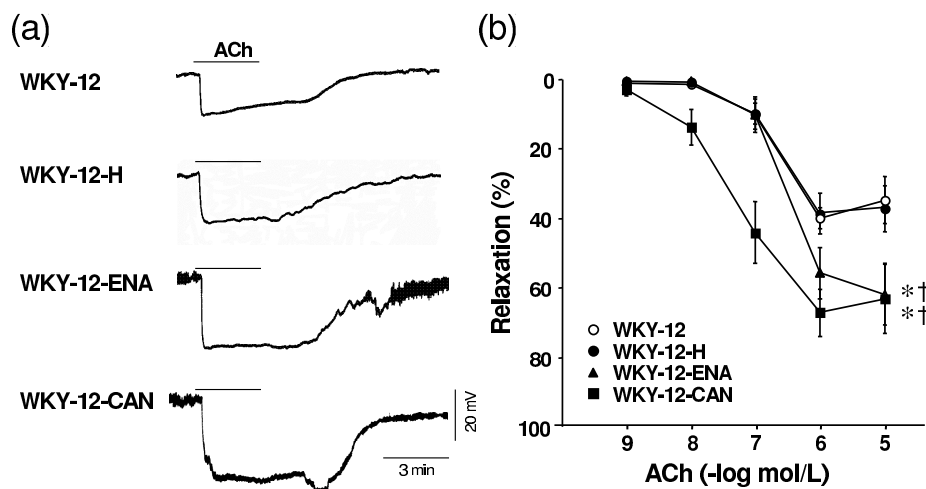 (a)
ACh
WKY-12
WKY-12-H
WKY-12-ENA
WKY-12-CAN
20 mV
3 min
(b)
Relaxation (%)
0
20
40
60
80
100
*†
*†
WKY-12
WKY-12-H
WKY-12-ENA
WKY-12-CAN
9 8 7 6 5
ACh (-log mol/L)